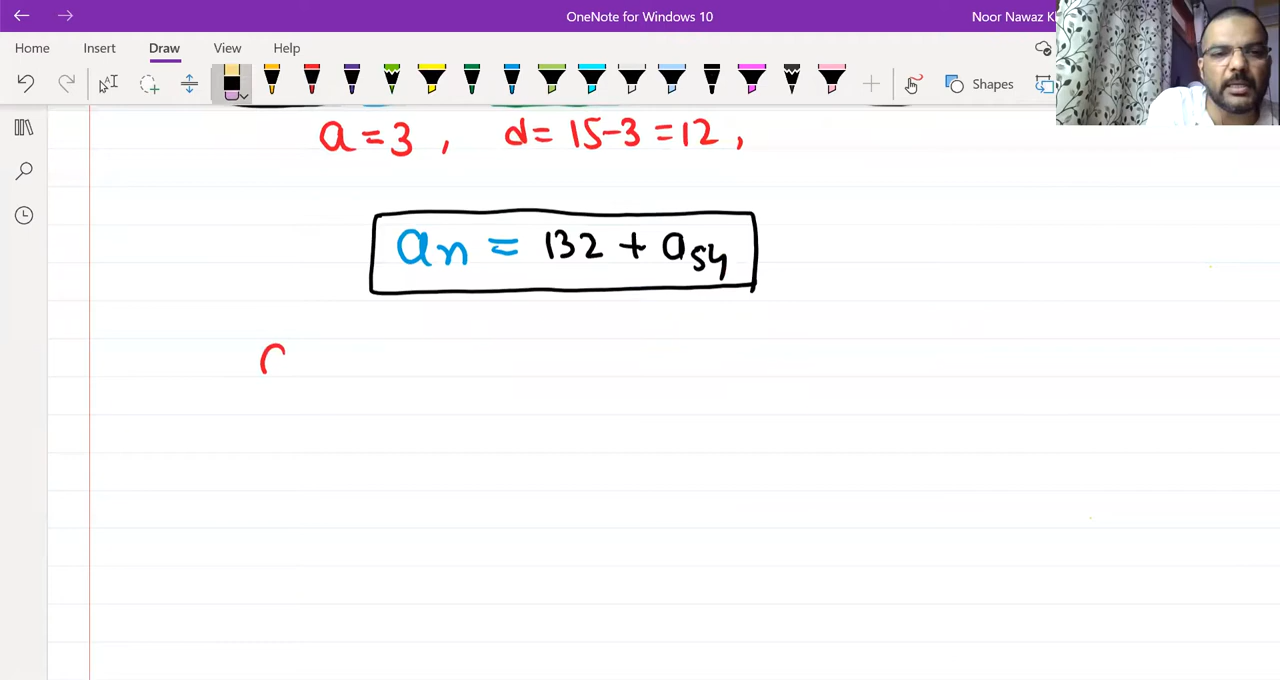 OneNote for Windows 10
Noor Nawaz K
Home Insert Draw View Help
Shapes
a = 3 , d = 15-3 = 12 ,
an = 132 + a54